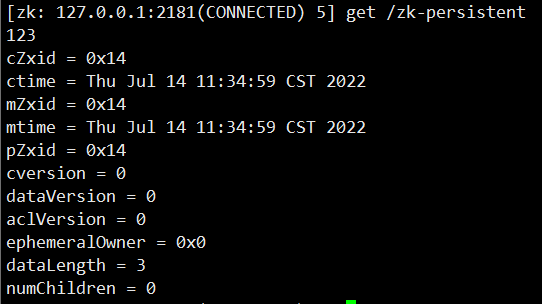 [zk: 127.0.0.1:2181(CONNECTED) 5] get /zk-persistent
123
cZxid = 0x14
ctime = Thu Jul 14 11:34:59 CST 2022
mZxid = 0x14
mtime = Thu Jul 14 11:34:59 CST 2022
pZxid = 0x14
cversion = 0
dataVersion = 0
aclVersion = 0
ephemeralOwner = 0x0
dataLength = 3
numChildren = 0